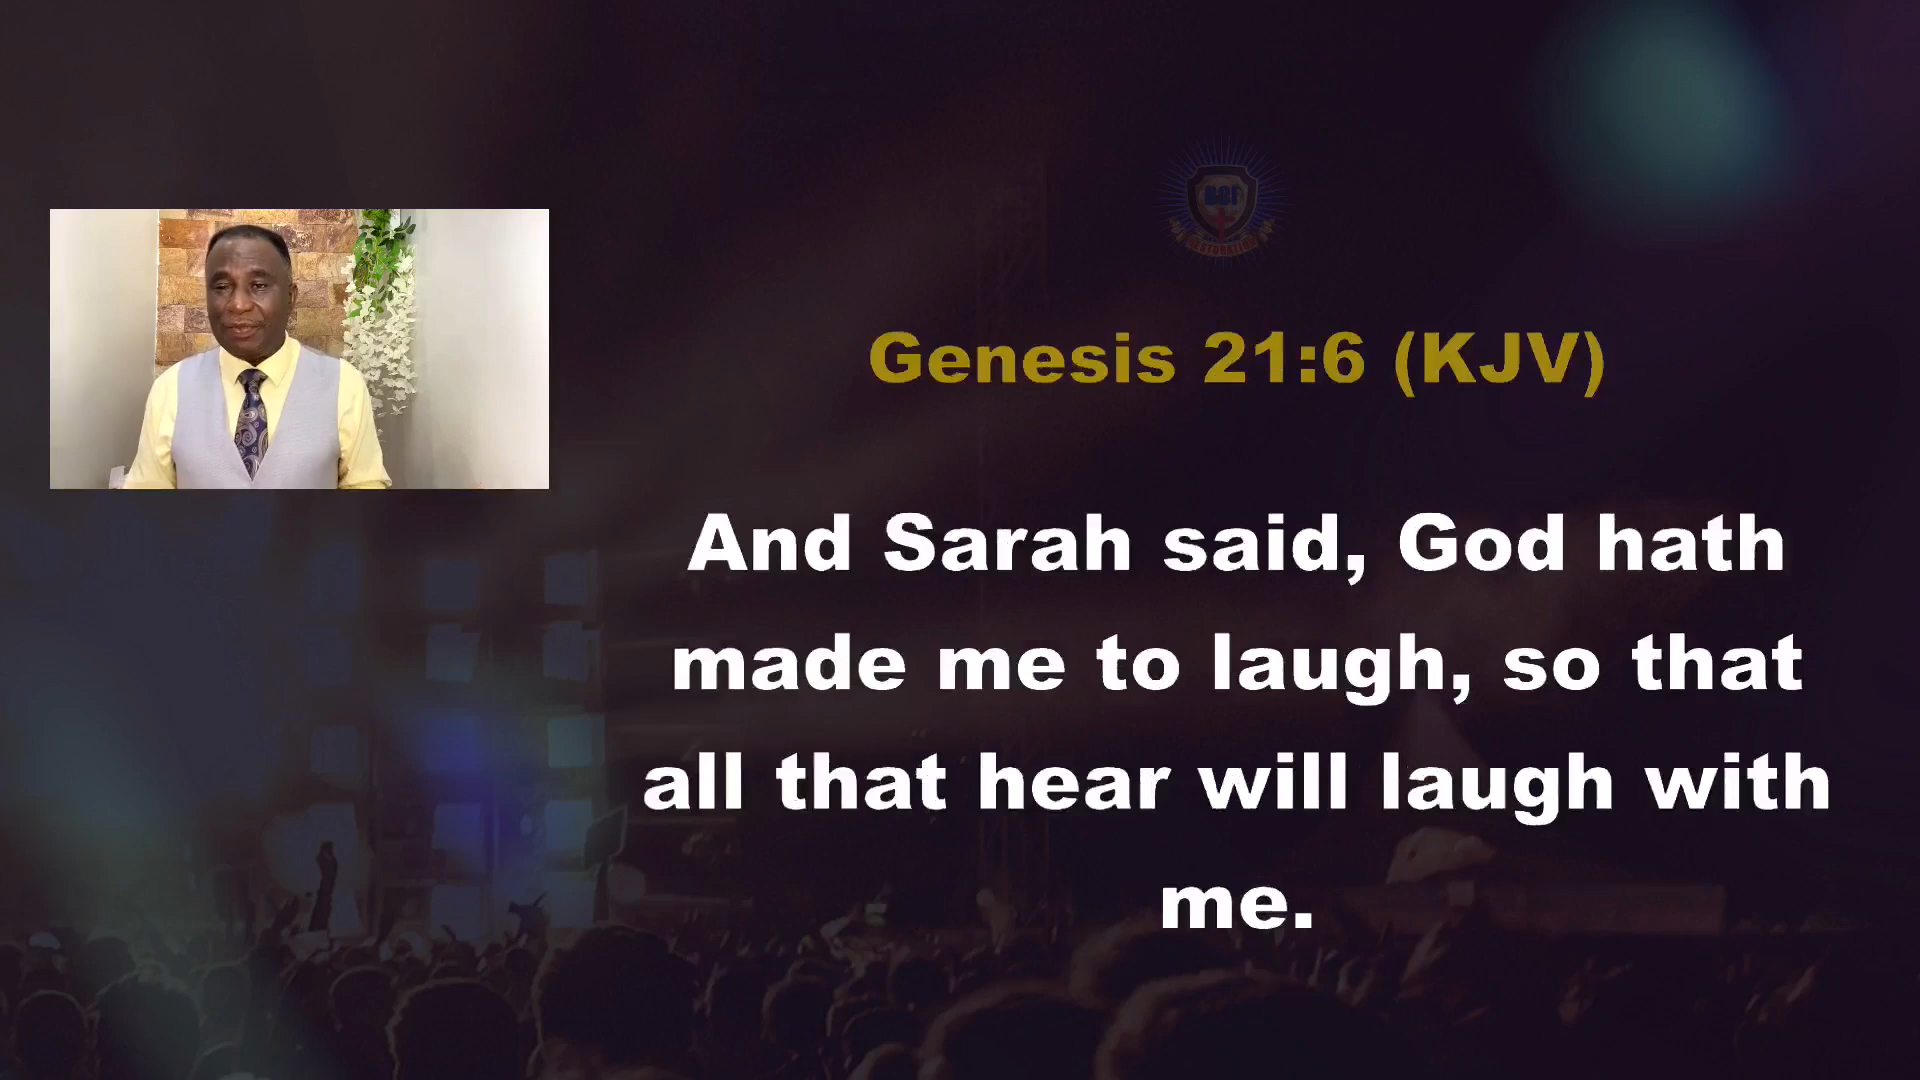 RESTORATION
Genesis 21:6 (KJV)
And Sarah said, God hath
made me to laugh, so that
all that hear will laugh with
me.